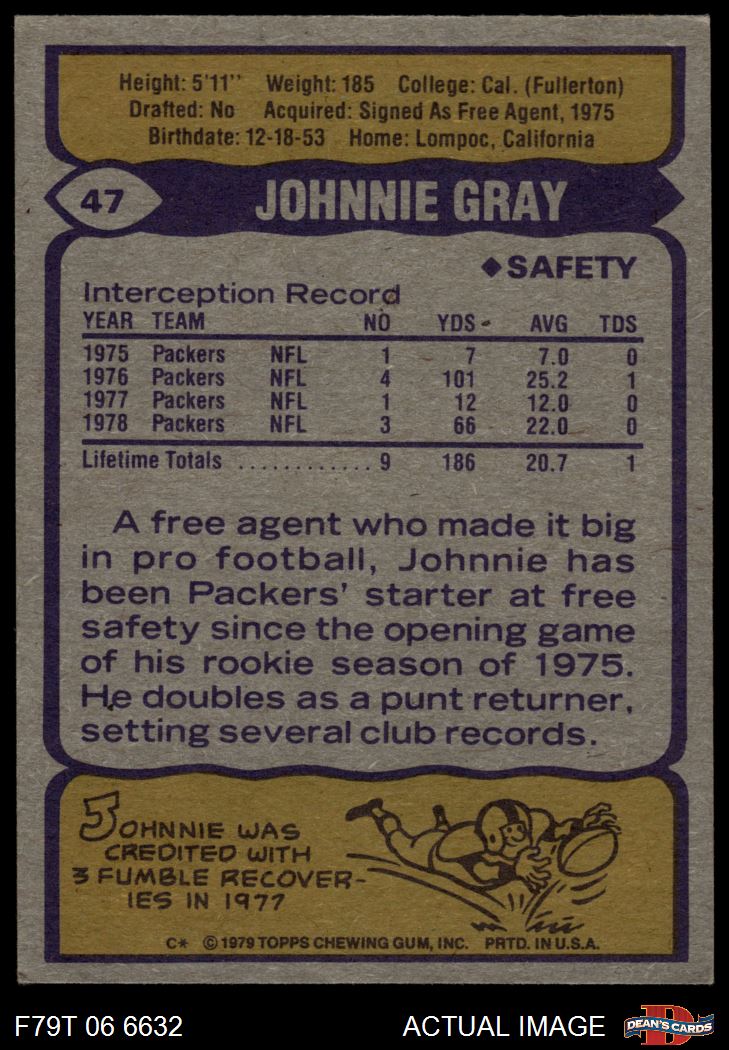 Height: 5'11'' Weight: 185 College: Cal. (Fullerton)
Drafted: No Acquired: Signed As Free Agent, 1975
Birthdate: 12-18-53 Home: Lompoc, California
47 JOHNNIE GRAY
◆SAFETY
Interception Record
YEAR TEAM NO YDS AVG TDS
1975 Packers NFL 1 7 7.0 0
1976 Packers NFL 4 101 25.2 1
1977 Packers NFL 1 12 12.0 0
1978 Packers NFL 3 66 22.0 0
Lifetime Totals ............ 9 186 20.7 1
A free agent who made it big
in pro football, Johnnie has
been Packers' starter at free
safety since the opening game
of his rookie season of 1975.
He doubles as a punt returner,
setting several club records.
JOHNNIE WAS
CREDITED WITH
3 FUMBLE RECOVER-
IES IN 1977
C* © 1979 TOPPS CHEWING GUM, INC. PRTD. IN U.S.A.
F79T 06 6632 ACTUAL IMAGE D DEAN'S CARDS